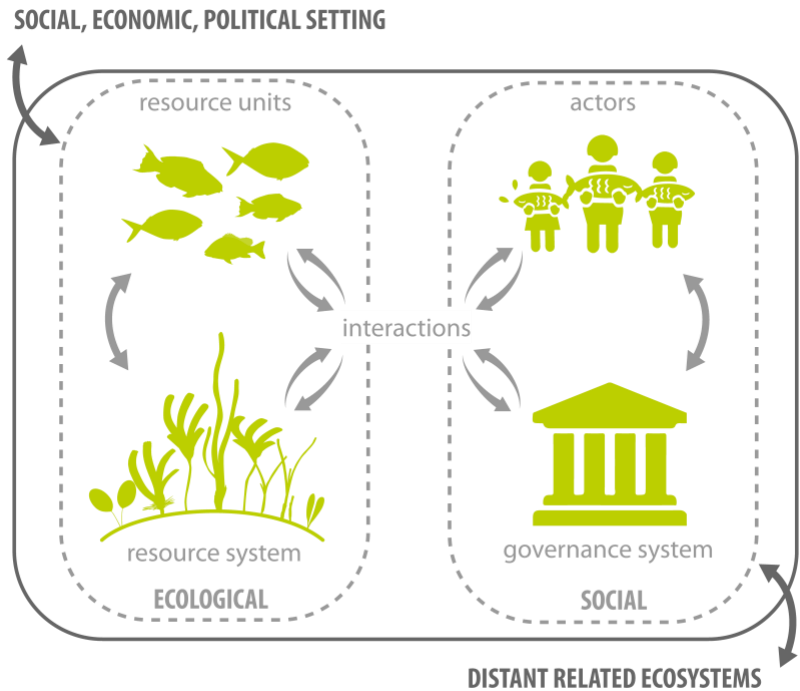 SOCIAL, ECONOMIC, POLITICAL SETTING
resource units
actors
interactions
resource system
governance system
ECOLOGICAL
SOCIAL
DISTANT RELATED ECOSYSTEMS